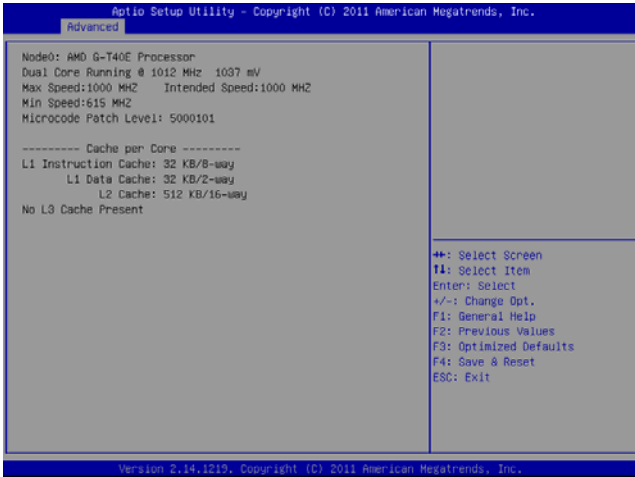 Aptio Setup Utility - Copyright (C) 2011 American Megatrends, Inc.
Advanced
Node0: AMD G-T40E Processor
Dual Core Running @ 1012 MHz 1037 mV
Max Speed:1000 MHZ Intended Speed:1000 MHZ
Min Speed:615 MHZ
Microcode Patch Level: 5000101
--------- Cache per Core ---------
L1 Instruction Cache: 32 KB/8-way
L1 Data Cache: 32 KB/2-way
L2 Cache: 512 KB/16-way
No L3 Cache Present
→←: Select Screen
↑↓: Select Item
Enter: Select
+/-: Change Opt.
F1: General Help
F2: Previous Values
F3: Optimized Defaults
F4: Save & Reset
ESC: Exit
Version 2.14.1219. Copyright (C) 2011 American Megatrends, Inc.